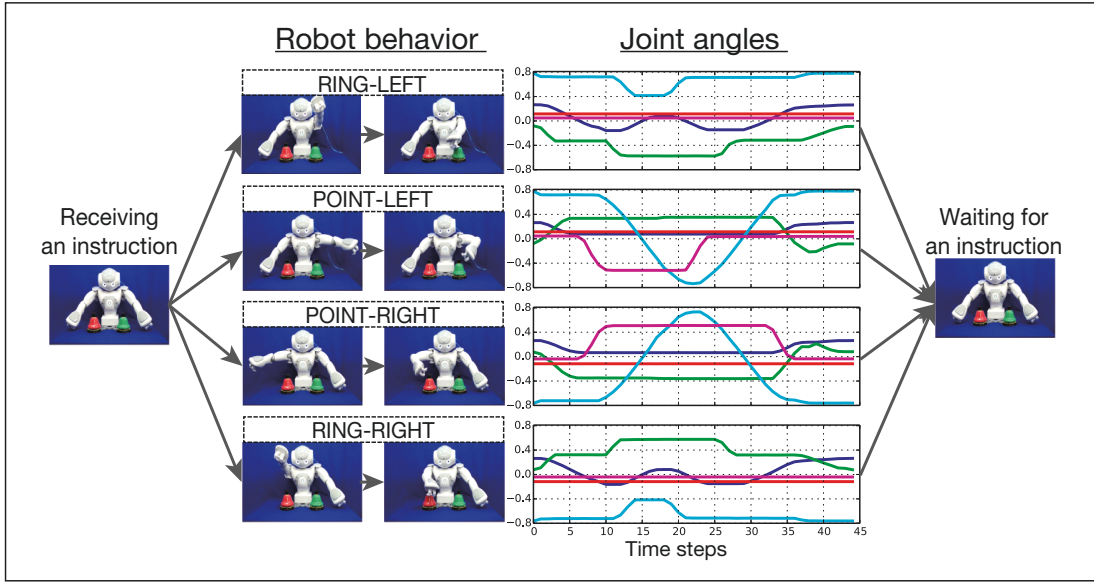 Robot behavior
Joint angles
RING-LEFT
0.8
0.4
0.0
−0.4
−0.8
POINT-LEFT
0.8
0.4
0.0
−0.4
−0.8
Receiving
an instruction
Waiting for
an instruction
POINT-RIGHT
0.8
0.4
0.0
−0.4
−0.8
RING-RIGHT
0.8
0.4
0.0
−0.4
−0.8
0 5 10 15 20 25 30 35 40 45
Time steps